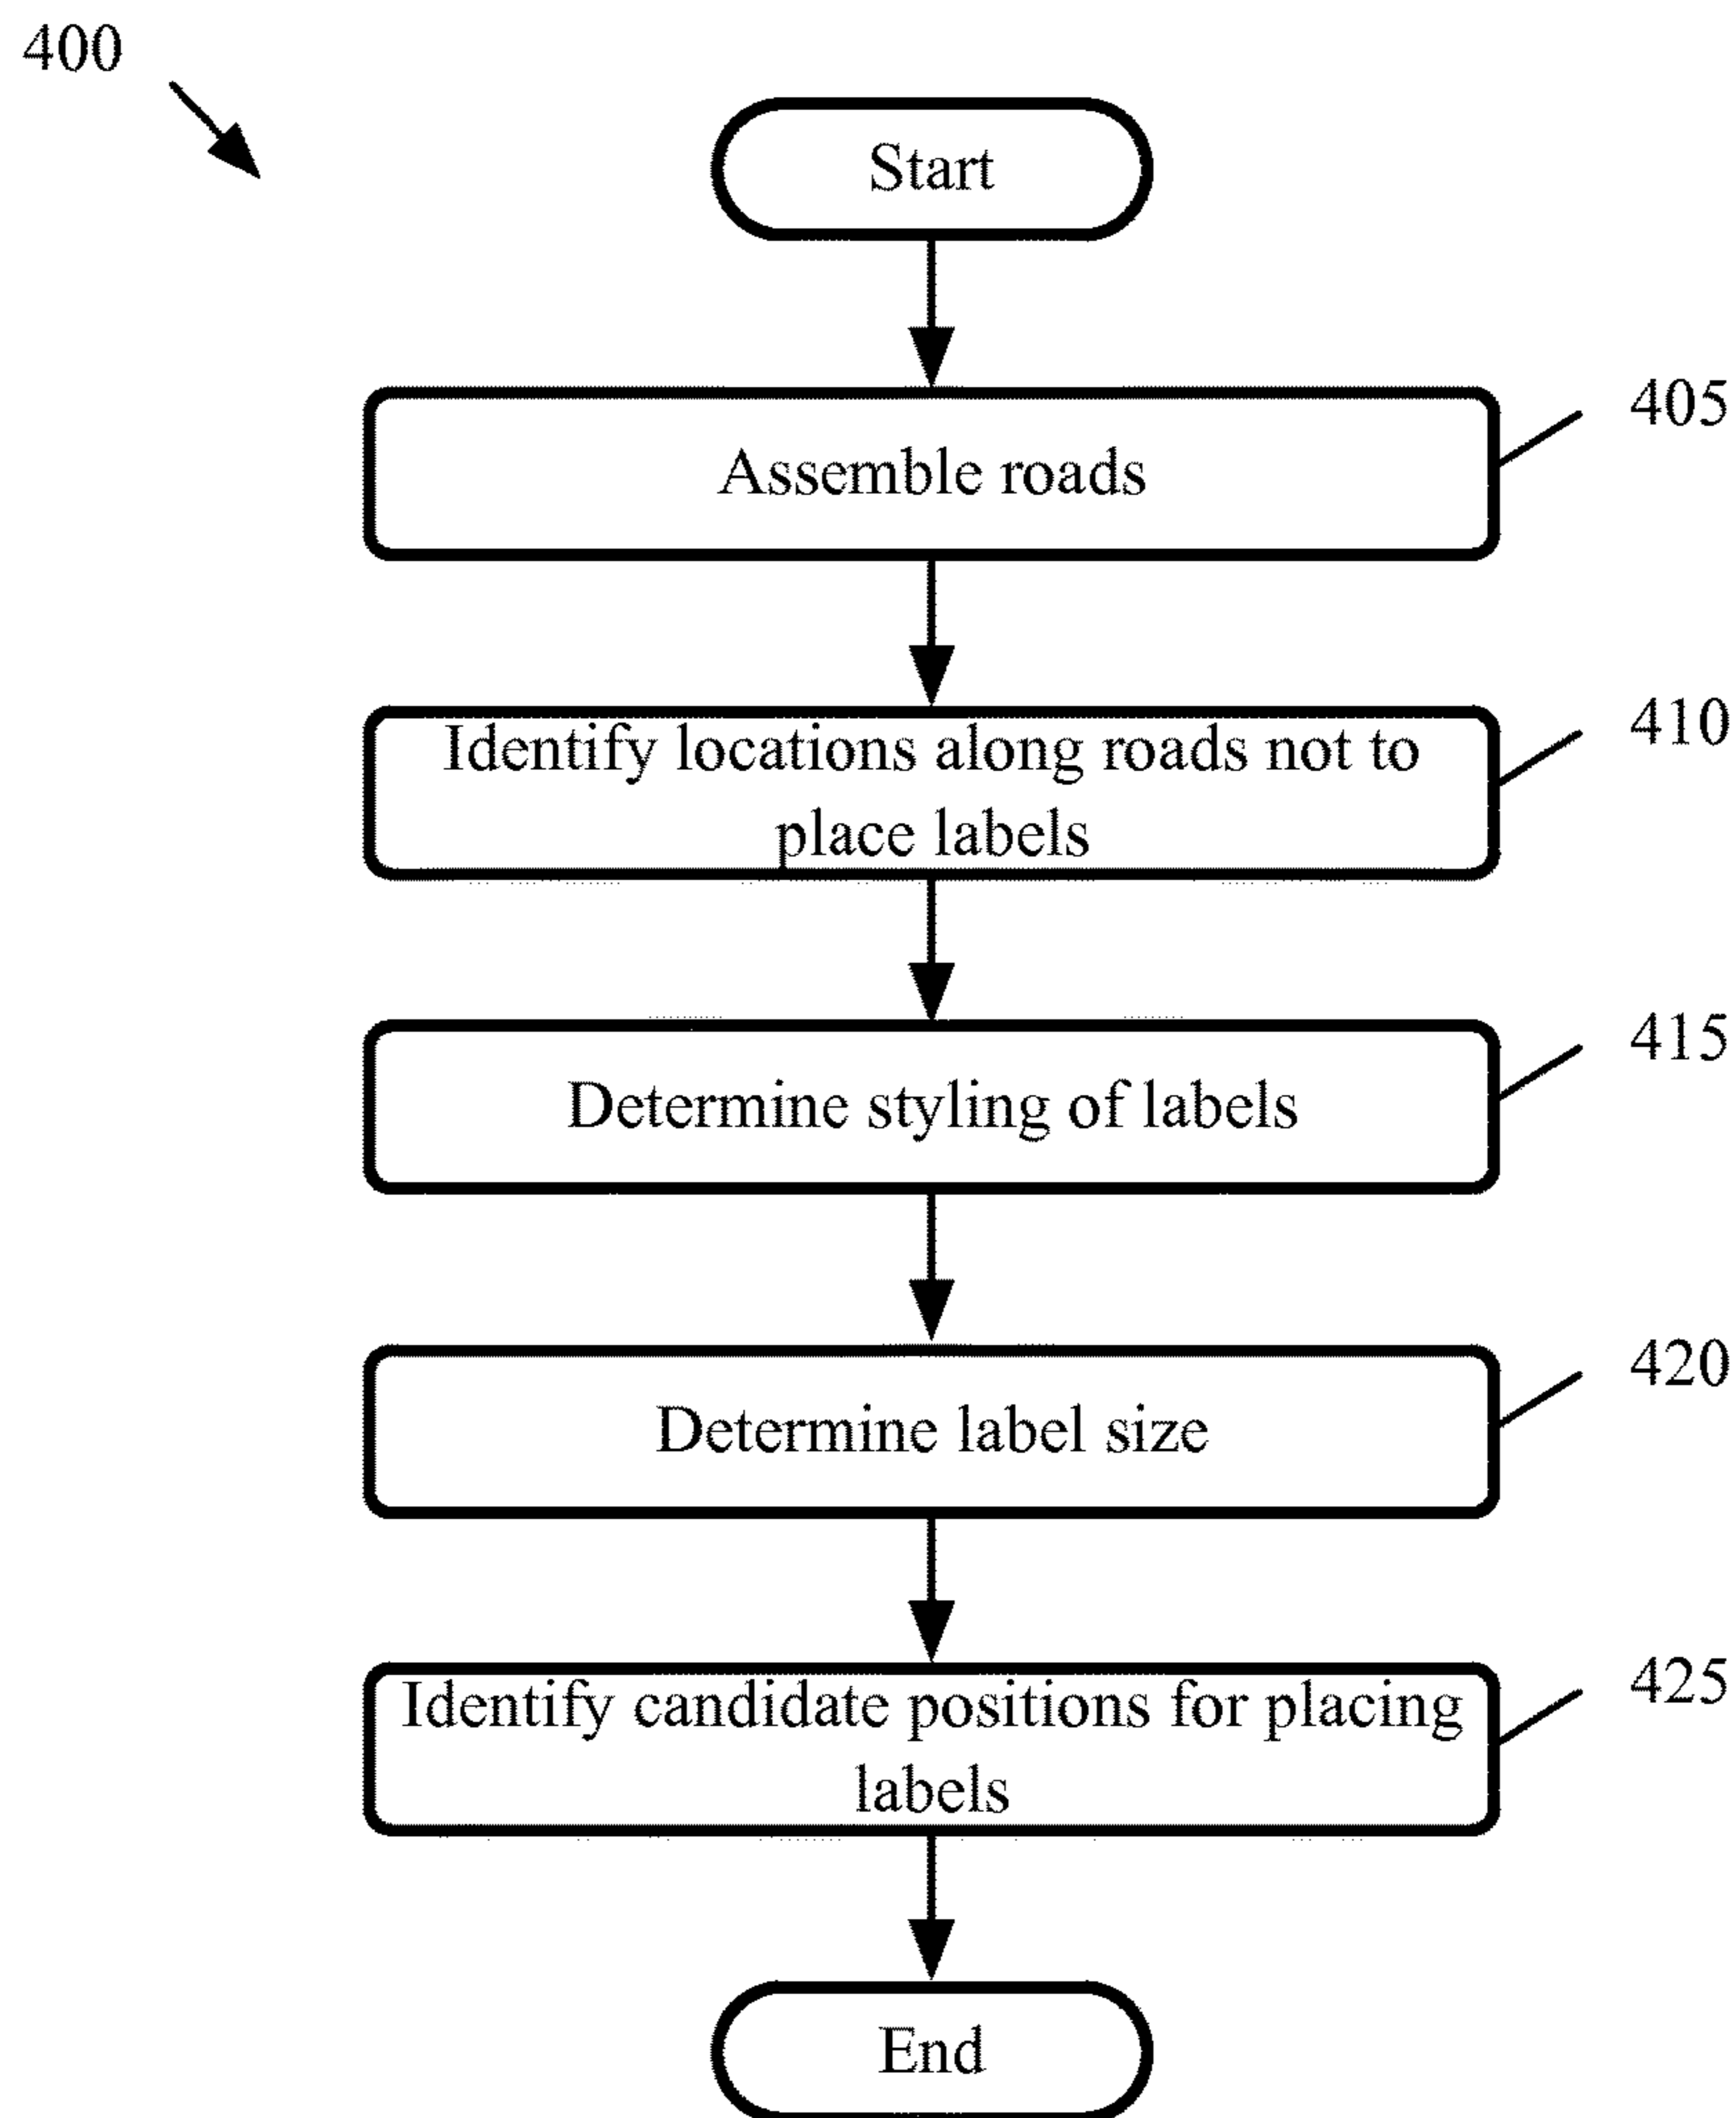 400
Start
405
Assemble roads
410
Identify locations along roads not to
place labels
415
Determine styling of labels
420
Determine label size
425
Identify candidate positions for placing
labels
End